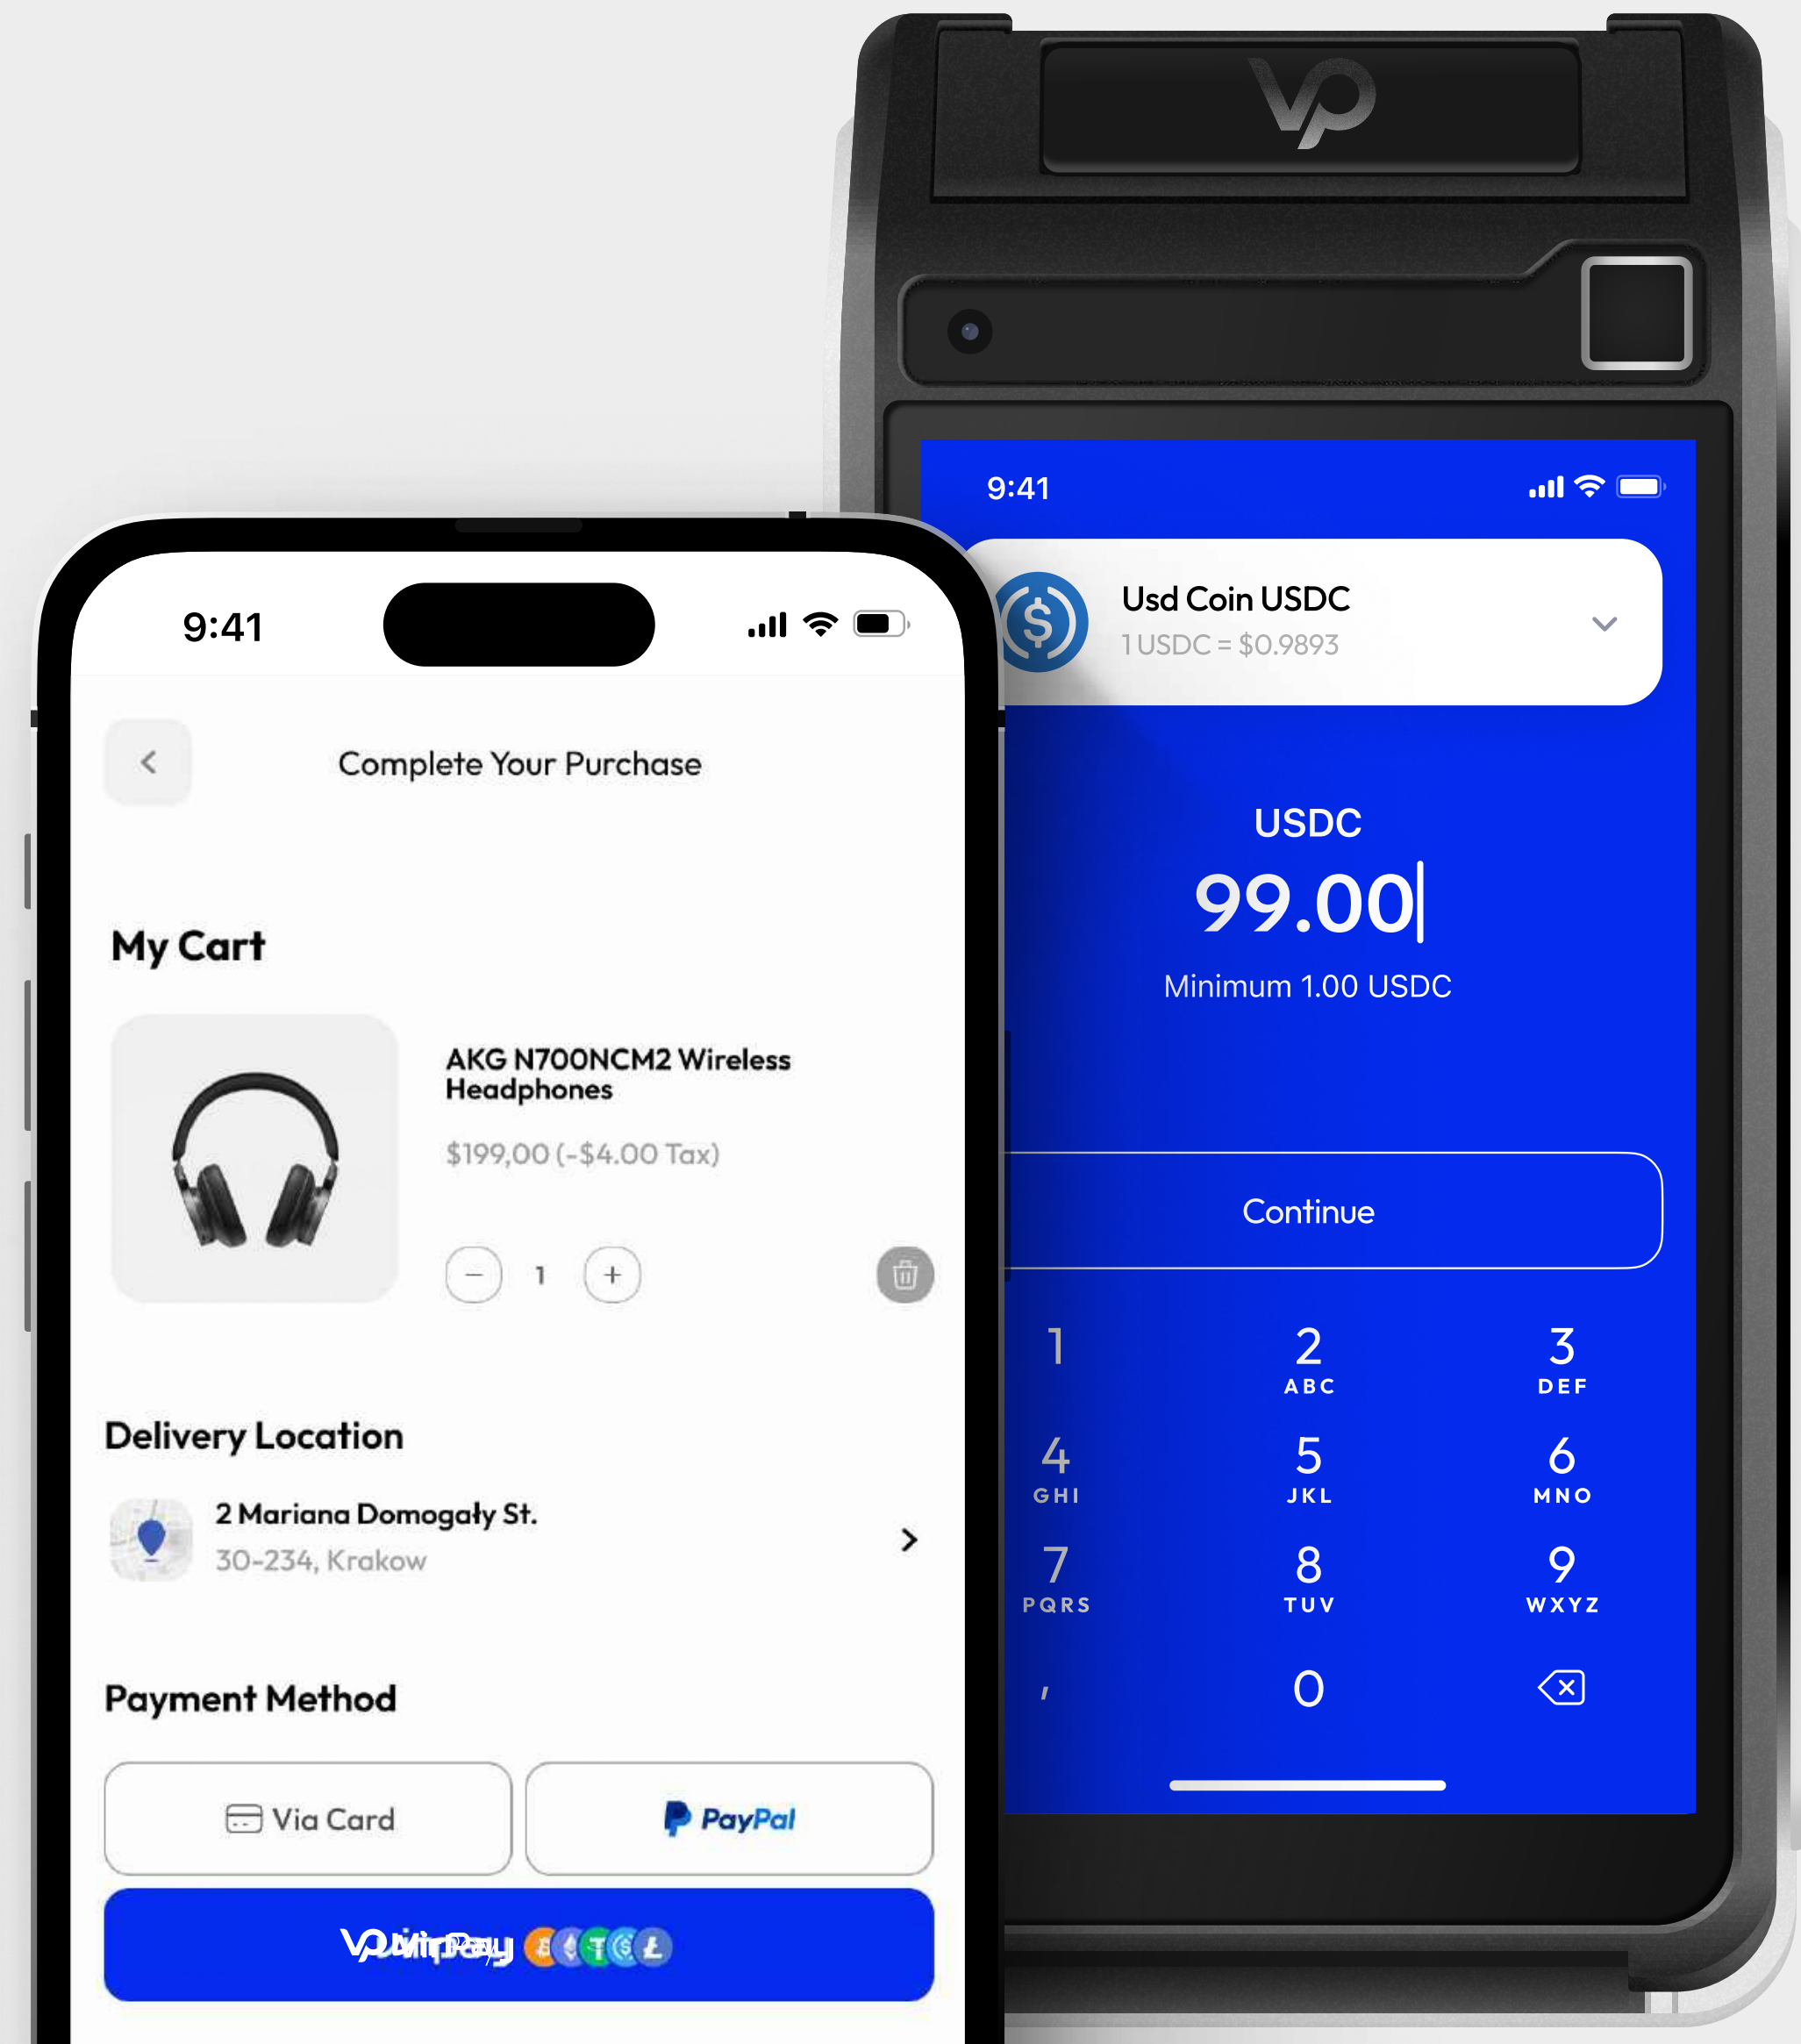 VP
9:41
Usd Coin USDC
1 USDC = $0.9893
USDC
99.00
Minimum 1.00 USDC
Continue
1
2
ABC
3
DEF
4
GHI
5
JKL
6
MNO
7
PQRS
8
TUV
9
WXYZ
,
0
9:41
Complete Your Purchase
My Cart
AKG N700NCM2 Wireless
Headphones
$199,00 (-$4.00 Tax)
− 1 +
Delivery Location
2 Mariana Domogały St.
30-234, Krakow
Payment Method
Via Card
PayPal
VP